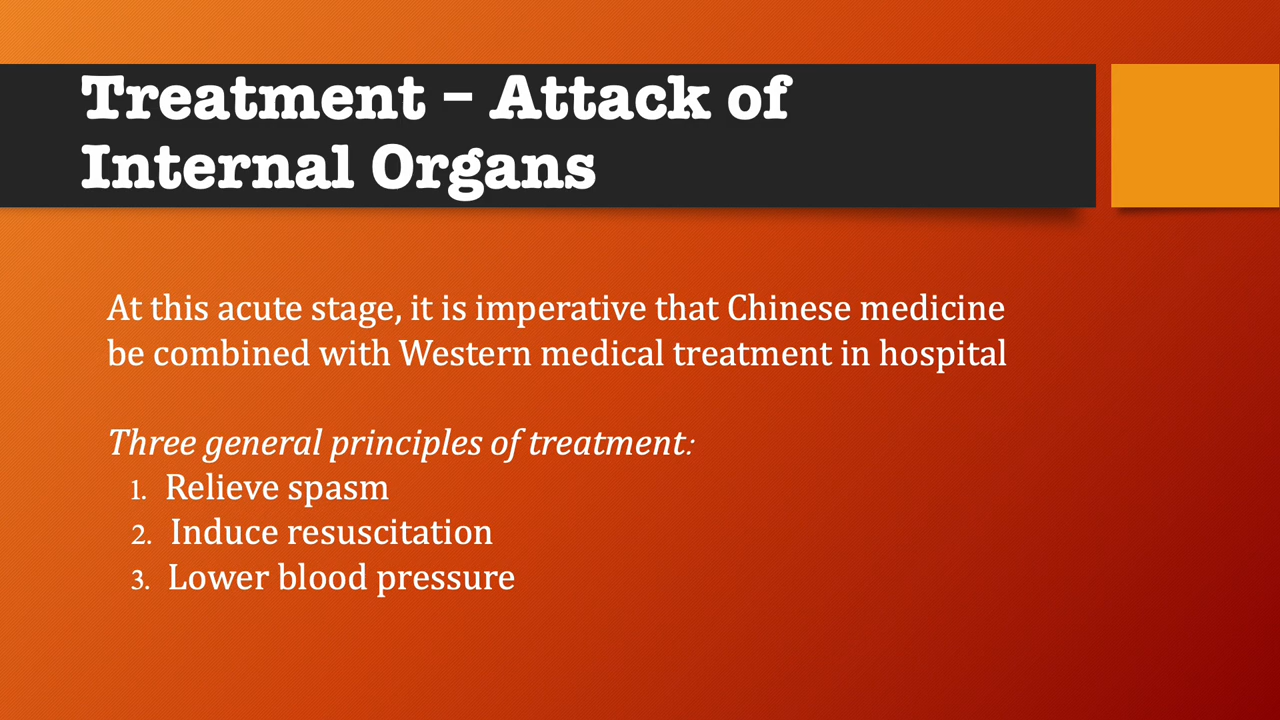 Treatment – Attack of
Internal Organs
At this acute stage, it is imperative that Chinese medicine
be combined with Western medical treatment in hospital
Three general principles of treatment:
1. Relieve spasm
2. Induce resuscitation
3. Lower blood pressure